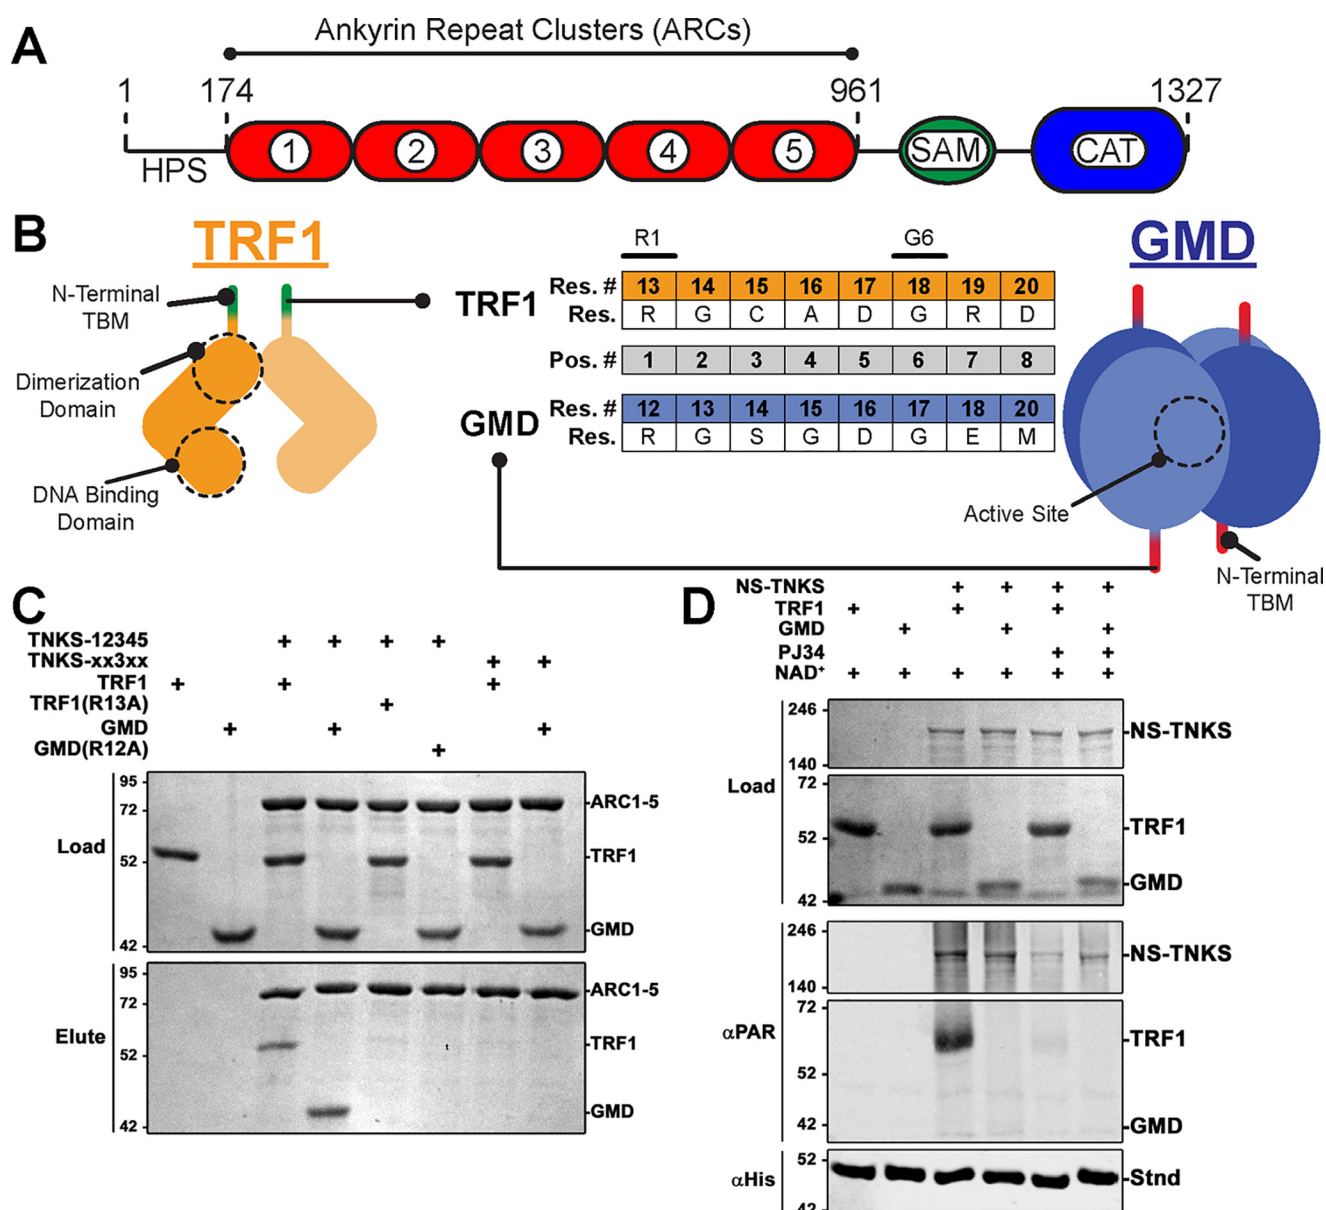 A
Ankyrin Repeat Clusters (ARCs)
1 174 961 1327
HPS 1 2 3 4 5 SAM CAT
B
TRF1
GMD
N-Terminal
TBM
Dimerization
Domain
DNA Binding
Domain
R1 G6
TRF1
Res. # 13 14 15 16 17 18 19 20
Res. R G C A D G R D
Pos. # 1 2 3 4 5 6 7 8
GMD
Res. # 12 13 14 15 16 17 18 20
Res. R G S G D G E M
Active Site
N-Terminal
TBM
C
TNKS-12345 + + + +
TNKS-xx3xx + +
TRF1 + + +
TRF1(R13A) +
GMD + + +
GMD(R12A) +
Load
95
72
52
42
ARC1-5
TRF1
GMD
Elute
95
72
52
42
ARC1-5
TRF1
GMD
D
NS-TNKS + + + +
TRF1 + + +
GMD + + +
PJ34 + +
NAD+ + + + + + +
Load
246
140
NS-TNKS
72
52
42
TRF1
GMD
αPAR
246
140
NS-TNKS
72
52
42
TRF1
GMD
αHis
52
42
Stnd